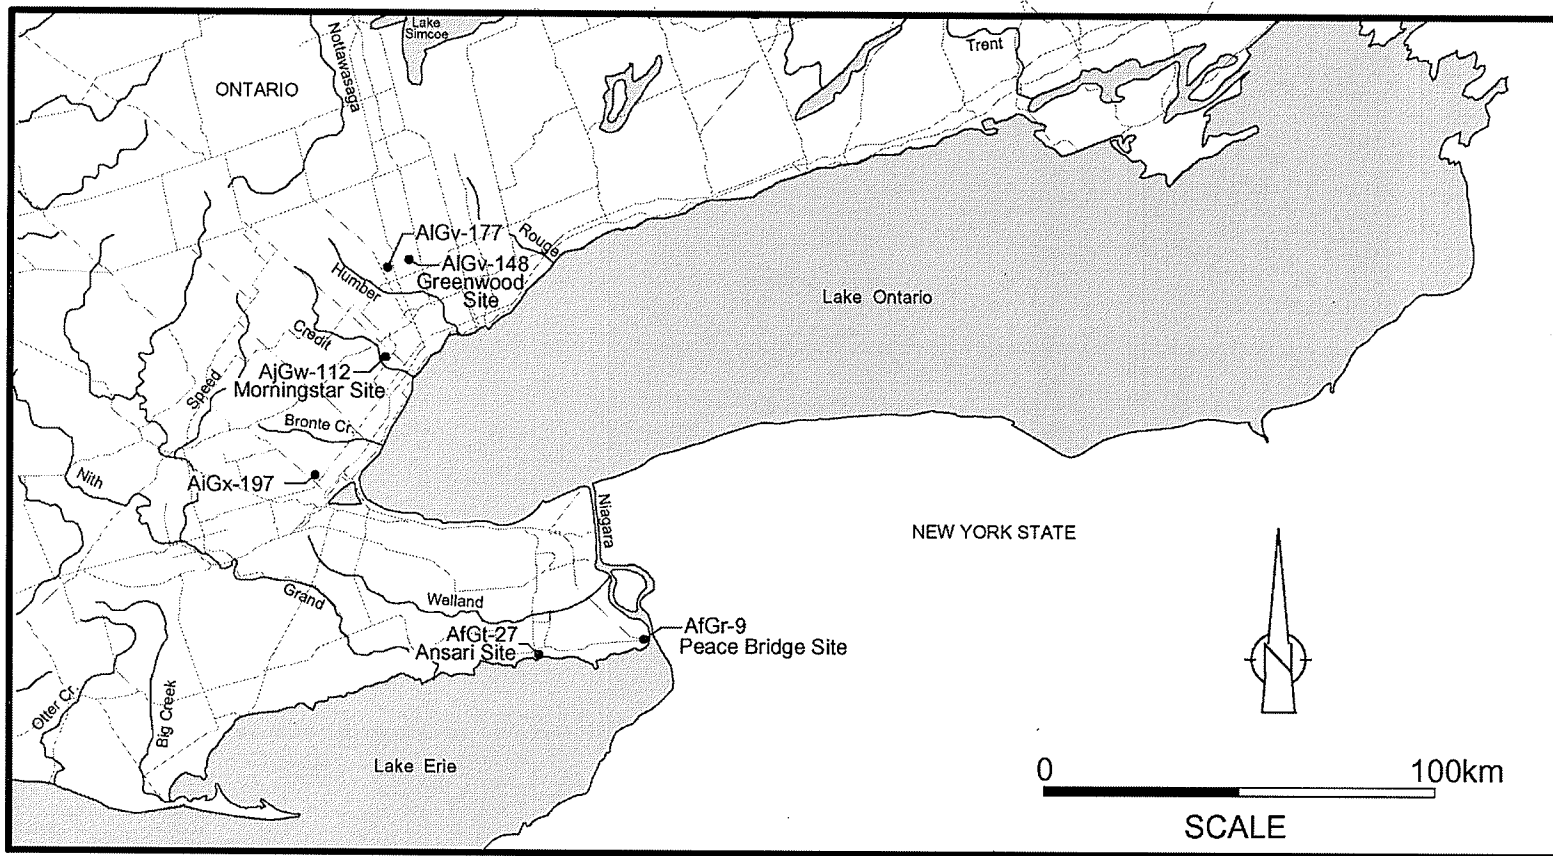 Lake
Simcoe
Nottawasaga
ONTARIO
Trent
AlGv-177
Rouge
AlGv-148
Greenwood
Site
Humber
Lake Ontario
Credit
AjGw-112
Morningstar Site
Speed
Bronte Cr.
Nith
AiGx-197
Niagara
NEW YORK STATE
Grand
Welland
AfGt-27
Ansari Site
AfGr-9
Peace Bridge Site
Otter Cr.
Big Creek
Lake Erie
0 100km
SCALE